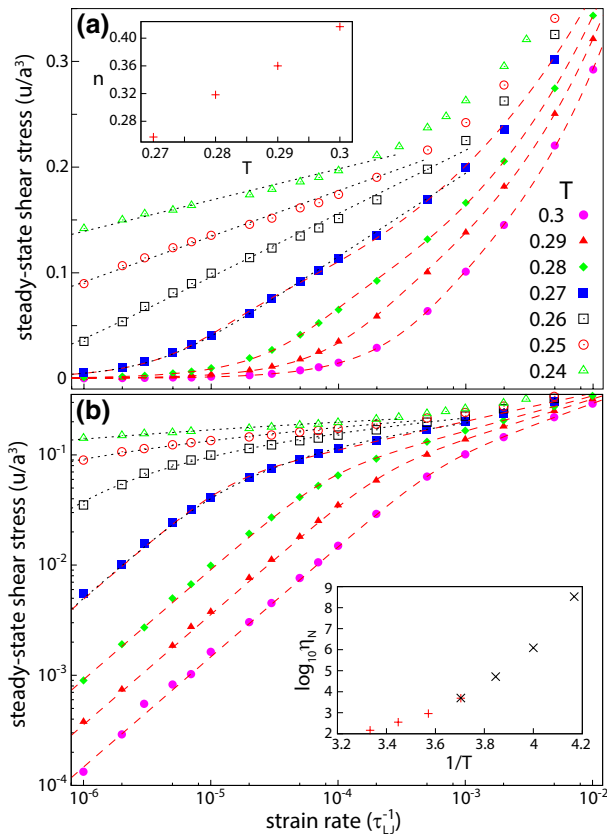 (a)
steady-state shear stress (u/a³)
0.3
0.2
0.1
0
n
0.40
0.36
0.32
0.28
0.27 0.28 0.29 0.3
T
T
0.3
0.29
0.28
0.27
0.26
0.25
0.24
(b)
steady-state shear stress (u/a³)
10⁻¹
10⁻²
10⁻³
10⁻⁴
log₁₀η_N
9
8
7
6
5
4
3
2
3.2 3.4 3.6 3.8 4 4.2
1/T
10⁻⁶ 10⁻⁵ 10⁻⁴ 10⁻³ 10⁻²
strain rate (τ_LJ⁻¹)